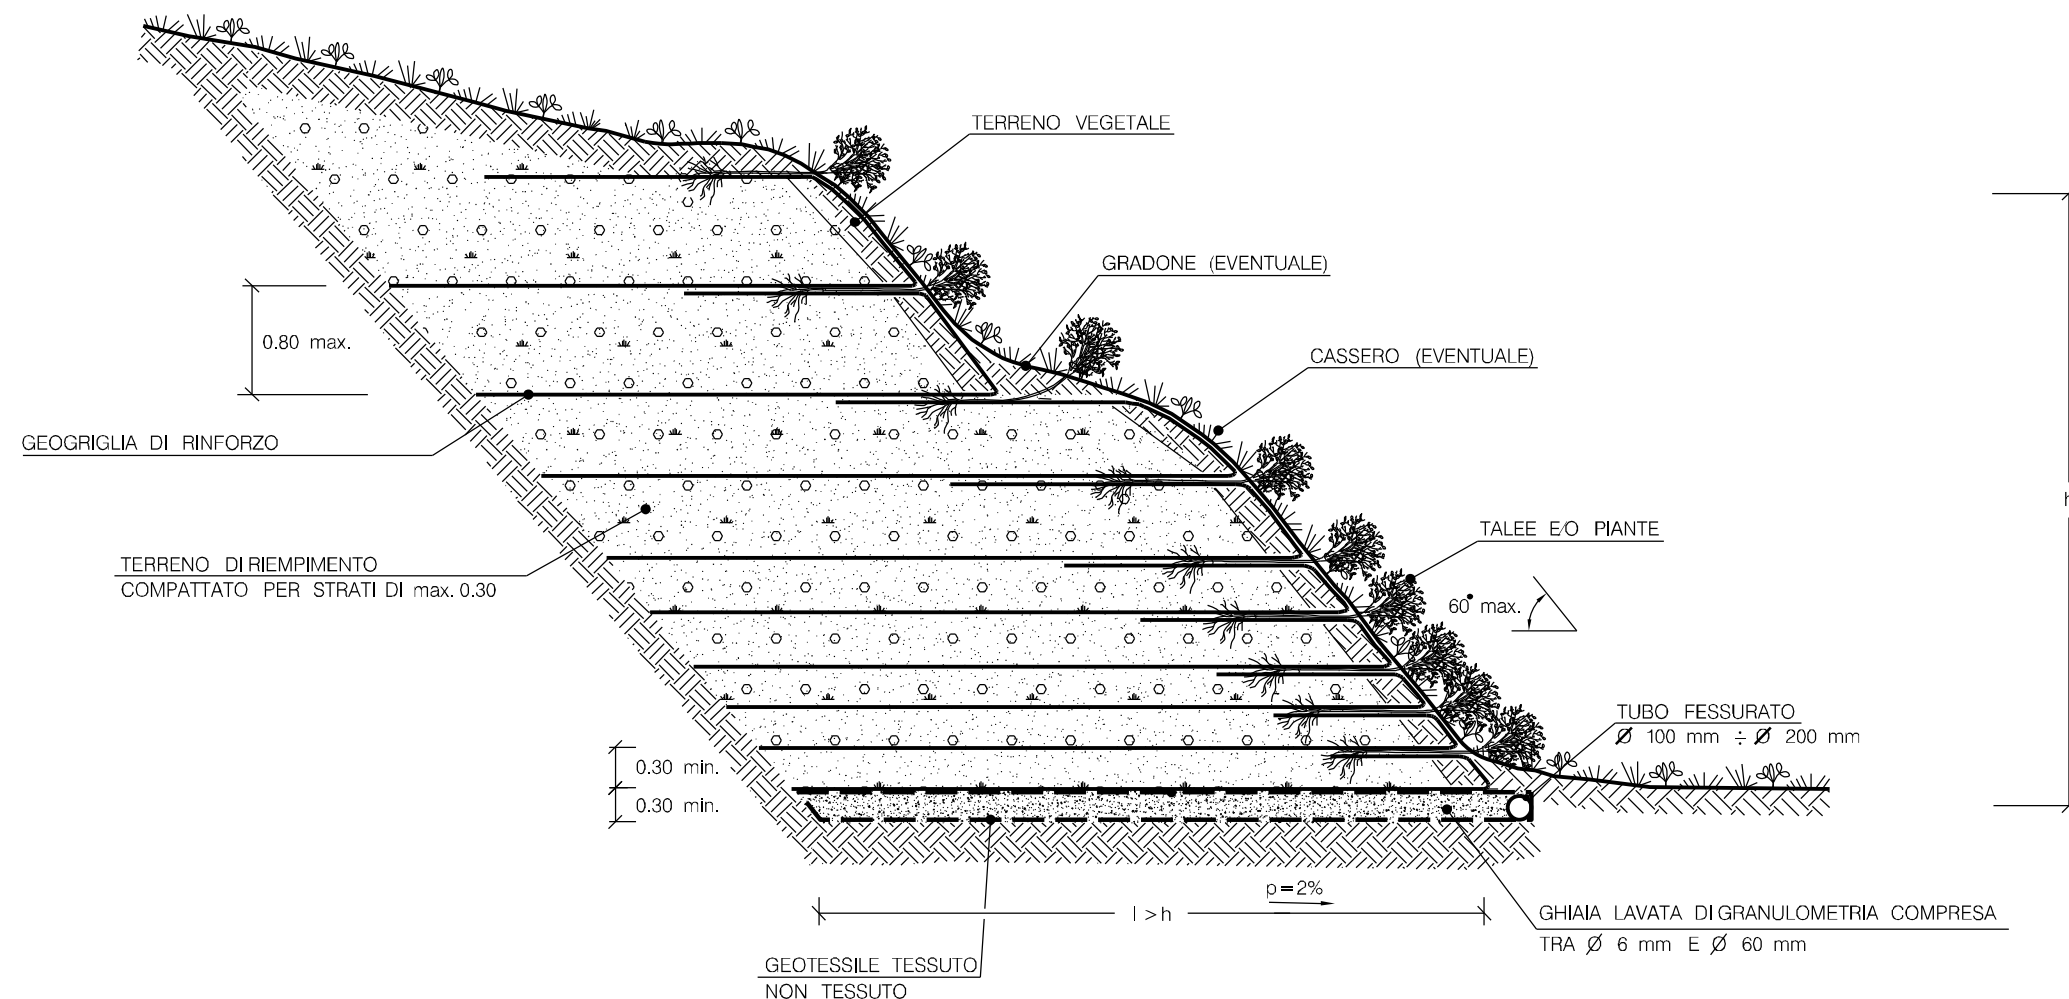 TERRENO VEGETALE
GRADONE (EVENTUALE)
0.80 max.
CASSERO (EVENTUALE)
GEOGRIGLIA DI RINFORZO
h
TALEE E/O PIANTE
TERRENO DI RIEMPIMENTO
COMPATTATO PER STRATI DI max. 0.30
60° max.
TUBO FESSURATO
Ø 100 mm ÷ Ø 200 mm
0.30 min.
0.30 min.
p=2%
l>h
GHIAIA LAVATA DI GRANULOMETRIA COMPRESA
TRA Ø 6 mm E Ø 60 mm
GEOTESSILE TESSUTO
NON TESSUTO